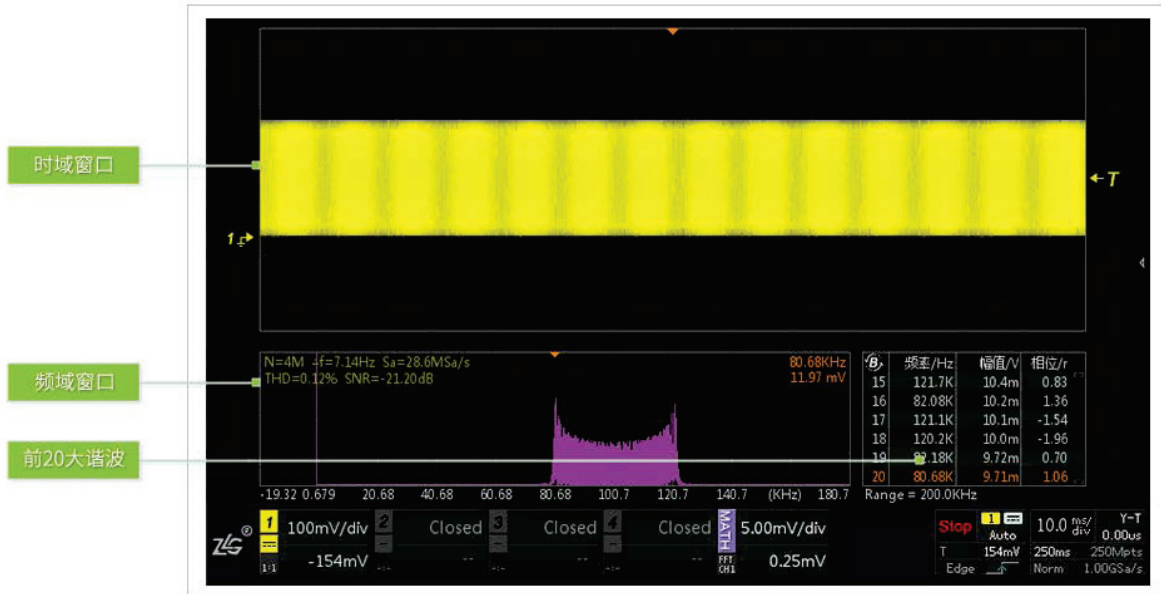 时域窗口
T
1
频域窗口
N=4M -f=7.14Hz Sa=28.6MSa/s
THD=0.12% SNR=-21.20dB
80.68KHz
11.97 mV
B 频率/Hz 幅值/V 相位/r
15 121.7K 10.4m 0.83
16 82.08K 10.2m 1.36
17 121.1K 10.1m -1.54
18 120.2K 10.0m -1.96
19 82.18K 9.72m 0.70
20 80.68K 9.71m 1.06
前20大谐波
-19.32 0.679 20.68 40.68 60.68 80.68 100.7 120.7 140.7 (KHz) 180.7
Range = 200.0KHz
ZLG®
1 100mV/div 2 Closed 3 Closed 4 Closed MATH 5.00mV/div
1:1 -154mV -- -:- -- -:- -- -:- FFT CH1 0.25mV
Stop 1 Auto 10.0 ms/div Y-T 0.00us
T 154mV 250ms 250Mpts
Edge Norm 1.00GSa/s